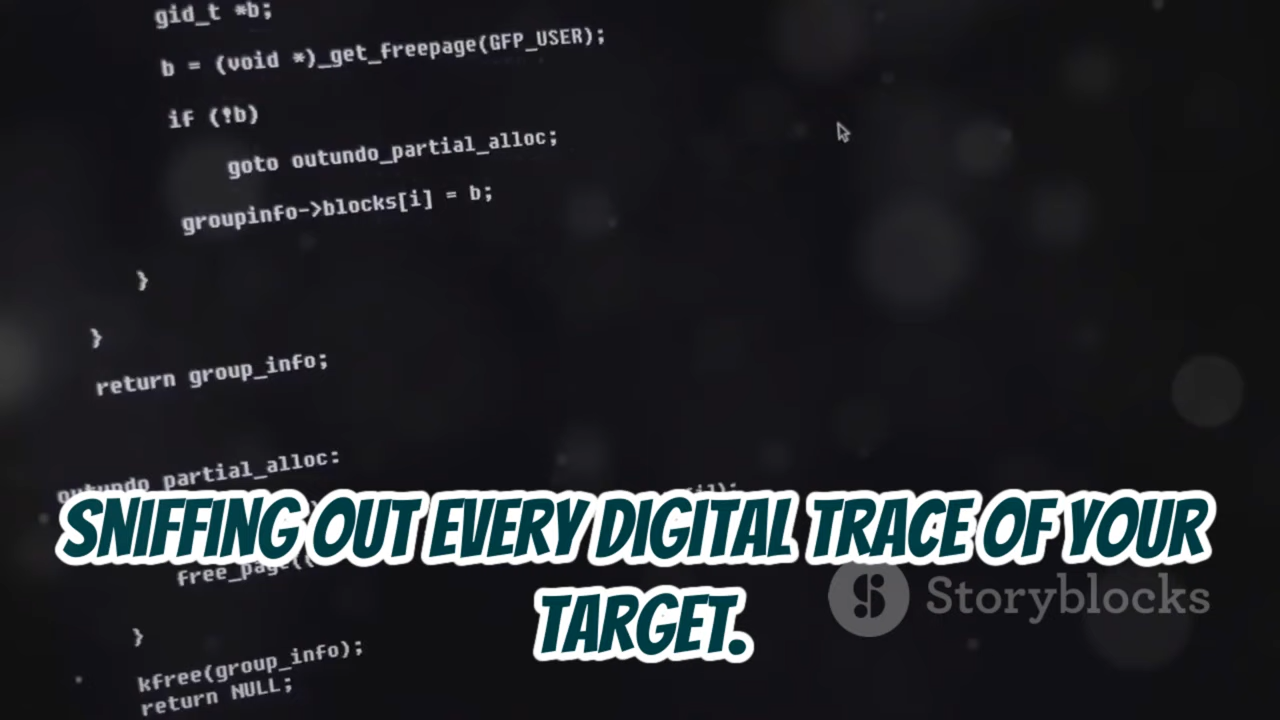 gid_t *b;
b = (void *)_get_freepage(GFP_USER);
if (!b)
goto outundo_partial_alloc;
groupinfo->blocks[i] = b;
}
}
return group_info;
outundo_partial_alloc:
SNIFFING OUT EVERY DIGITAL TRACE OF YOUR
TARGET.
Storyblocks
}
kfree(group_info);
return NULL;